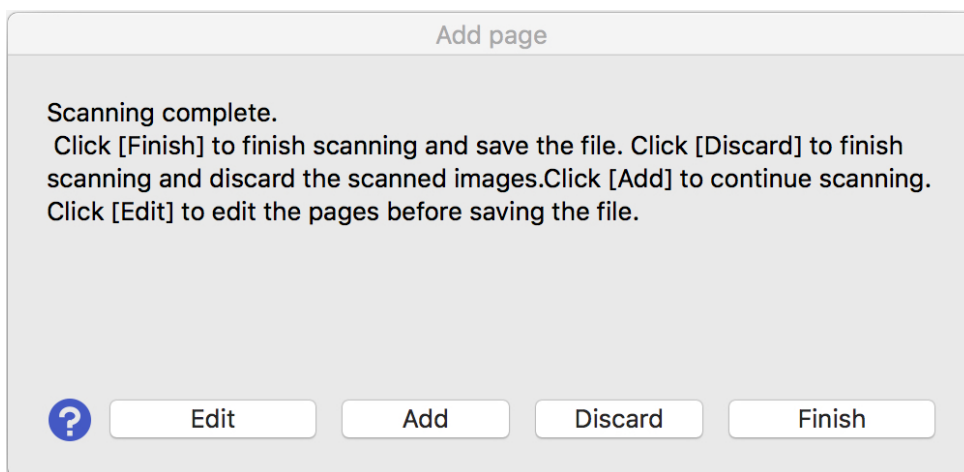 Add page
Scanning complete.
Click [Finish] to finish scanning and save the file. Click [Discard] to finish
scanning and discard the scanned images.Click [Add] to continue scanning.
Click [Edit] to edit the pages before saving the file.
? Edit Add Discard Finish